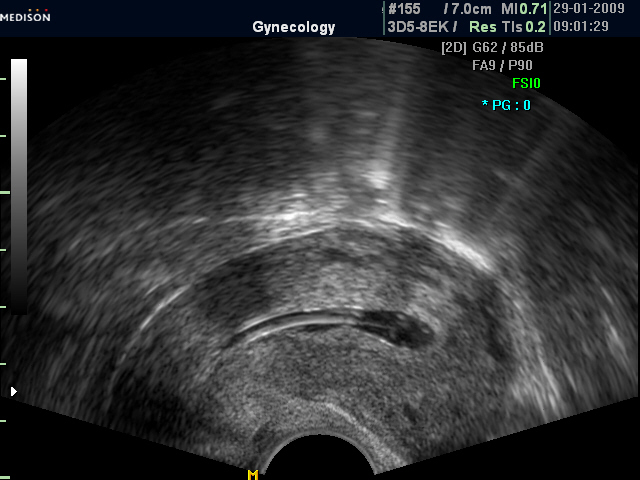 MEDISON
Gynecology
#155 / 7.0cm MI 0.71 29-01-2009
3D5-8EK / Res TIs 0.2 09:01:29
[2D] G62 / 85dB
FA9 / P90
FSI0
* PG : 0
M